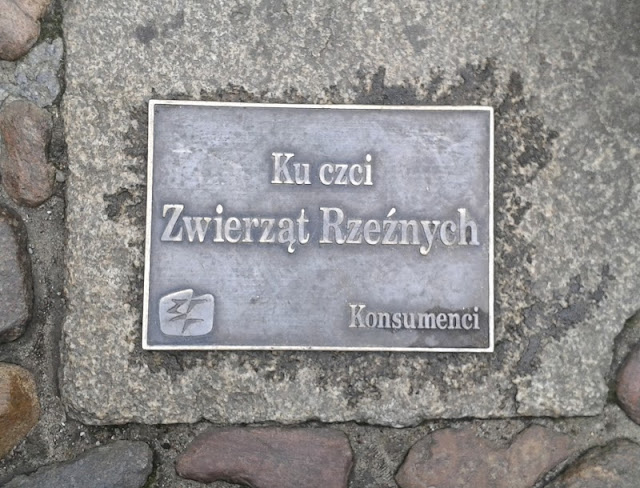 Ku czci
Zwierząt Rzeźnych
Konsumenci